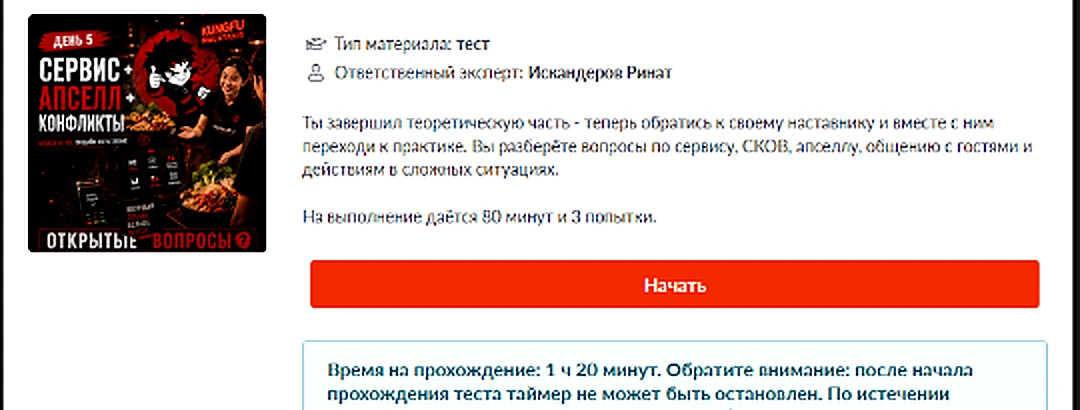 ДЕНЬ 5
KUNGFU
СЕРВИС+
АПСЕЛЛ+
КОНФЛИКТЫ
ОТКРЫТЫЕ ВОПРОСЫ?
Тип материала: тест
Ответственный эксперт: Искандеров Ринат
Ты завершил теоретическую часть - теперь обратись к своему наставнику и вместе с ним
переходи к практике. Вы разберёте вопросы по сервису, СКОВ, апселлу, общению с гостями и
действиям в сложных ситуациях.
На выполнение даётся 80 минут и 3 попытки.
Начать
Время на прохождение: 1 ч 20 минут. Обратите внимание: после начала
прохождения теста таймер не может быть остановлен. По истечении